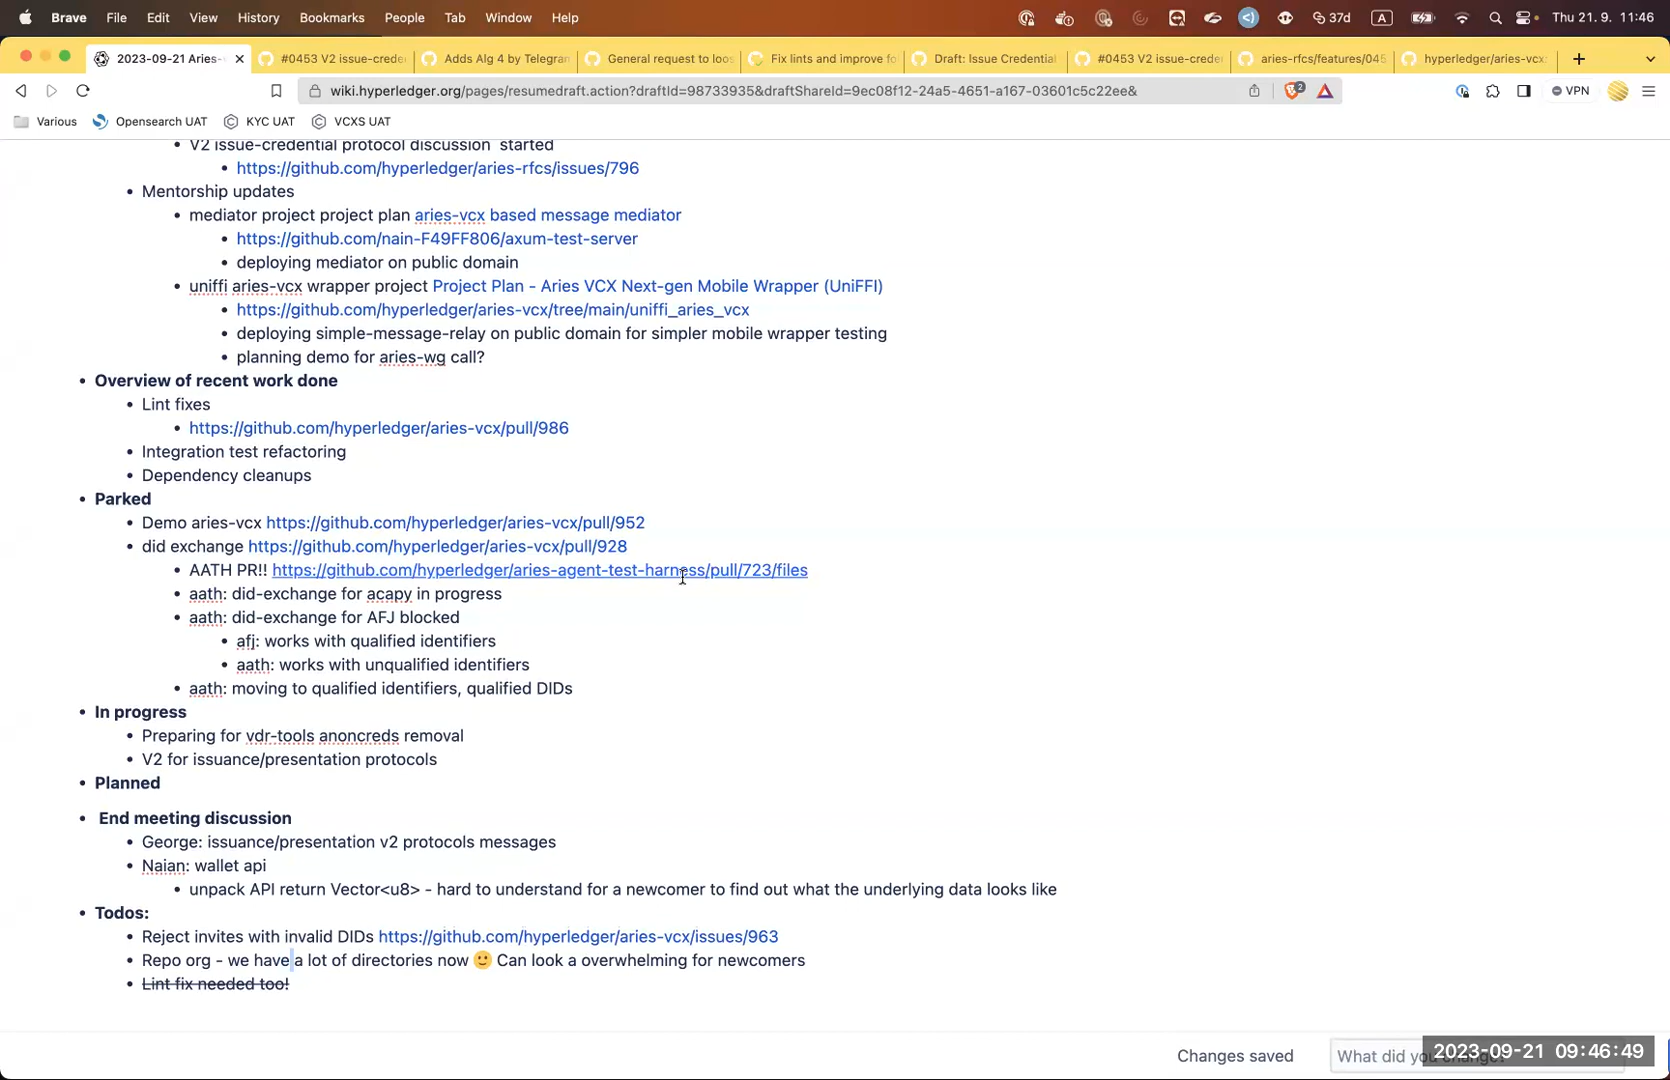 Brave File Edit View History Bookmarks People Tab Window Help 37d A Thu 21. 9. 11:46
2023-09-21 Aries- #0453 V2 issue-crede Adds Alg 4 by Telegram General request to loos Fix lints and improve fo Draft: Issue Credential #0453 V2 issue-crede aries-rfcs/features/045 hyperledger/aries-vcx:
wiki.hyperledger.org/pages/resumedraft.action?draftId=98733935&draftShareId=9ec08f12-24a5-4651-a167-03601c5c22ee& 2 VPN
Various Opensearch UAT KYC UAT VCXS UAT
V2 issue-credential protocol discussion started
https://github.com/hyperledger/aries-rfcs/issues/796
Mentorship updates
mediator project project plan aries-vcx based message mediator
https://github.com/nain-F49FF806/axum-test-server
deploying mediator on public domain
uniffi aries-vcx wrapper project Project Plan - Aries VCX Next-gen Mobile Wrapper (UniFFI)
https://github.com/hyperledger/aries-vcx/tree/main/uniffi_aries_vcx
deploying simple-message-relay on public domain for simpler mobile wrapper testing
planning demo for aries-wg call?
Overview of recent work done
Lint fixes
https://github.com/hyperledger/aries-vcx/pull/986
Integration test refactoring
Dependency cleanups
Parked
Demo aries-vcx https://github.com/hyperledger/aries-vcx/pull/952
did exchange https://github.com/hyperledger/aries-vcx/pull/928
AATH PR!! https://github.com/hyperledger/aries-agent-test-harness/pull/723/files
aath: did-exchange for acapy in progress
aath: did-exchange for AFJ blocked
afj: works with qualified identifiers
aath: works with unqualified identifiers
aath: moving to qualified identifiers, qualified DIDs
In progress
Preparing for vdr-tools anoncreds removal
V2 for issuance/presentation protocols
Planned
End meeting discussion
George: issuance/presentation v2 protocols messages
Naian: wallet api
unpack API return Vector<u8> - hard to understand for a newcomer to find out what the underlying data looks like
Todos:
Reject invites with invalid DIDs https://github.com/hyperledger/aries-vcx/issues/963
Repo org - we have a lot of directories now 🙂 Can look a overwhelming for newcomers
Lint fix needed too!
Changes saved What did you change?
2023-09-21 09:46:49